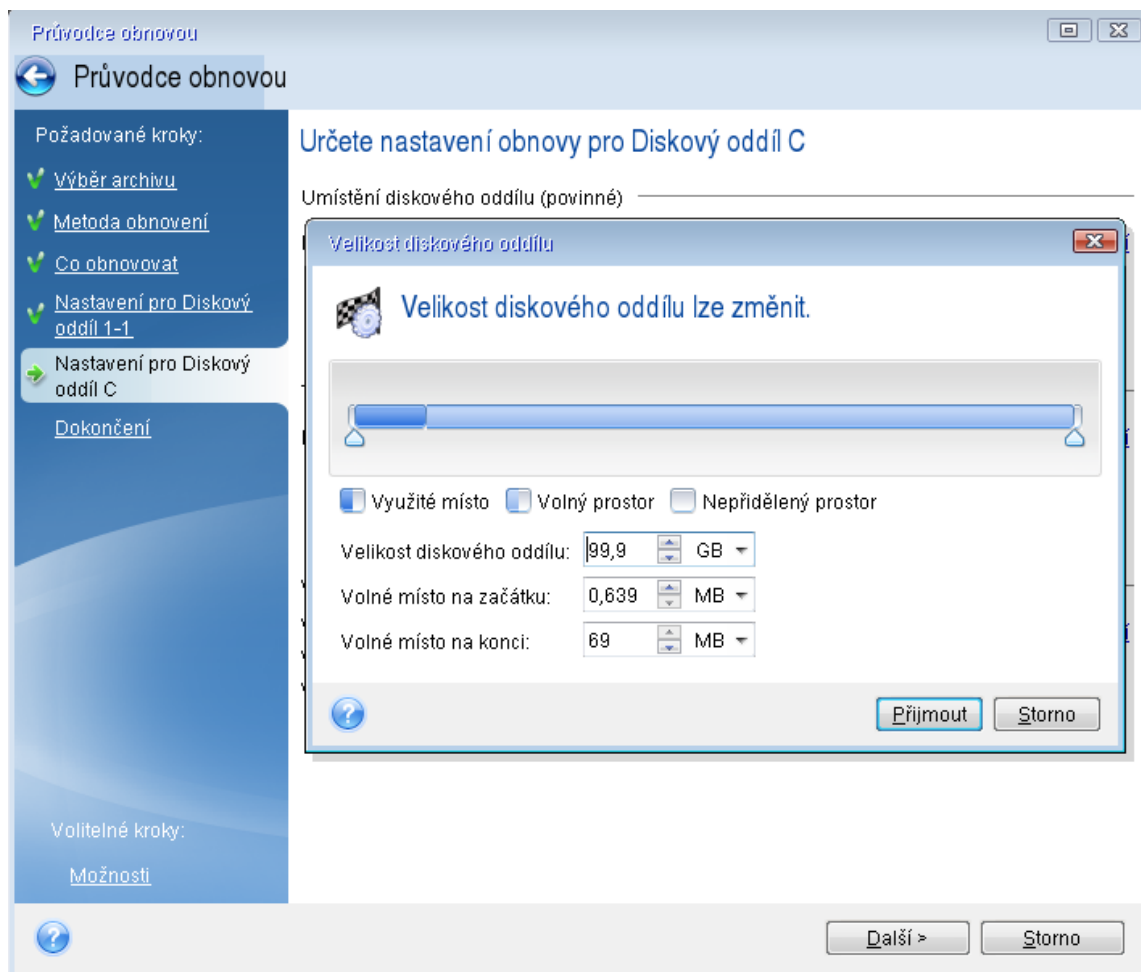 Průvodce obnovou
Průvodce obnovou
Požadované kroky:
Výběr archivu
Metoda obnovení
Co obnovovat
Nastavení pro Diskový
oddíl 1-1
Nastavení pro Diskový
oddíl C
Dokončení
Volitelné kroky:
Možnosti
Určete nastavení obnovy pro Diskový oddíl C
Umístění diskového oddílu (povinné)
Velikost diskového oddílu
Velikost diskového oddílu lze změnit.
Využité místo Volný prostor Nepřidělený prostor
Velikost diskového oddílu: 99,9 GB
Volné místo na začátku: 0,639 MB
Volné místo na konci: 69 MB
Přijmout Storno
Další > Storno